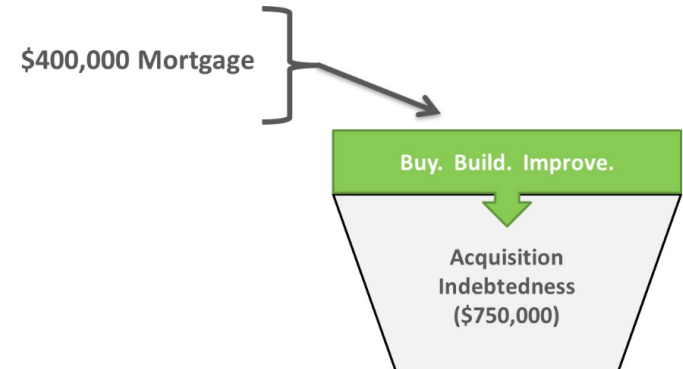 $400,000 Mortgage
Buy. Build. Improve.
Acquisition
Indebtedness
($750,000)